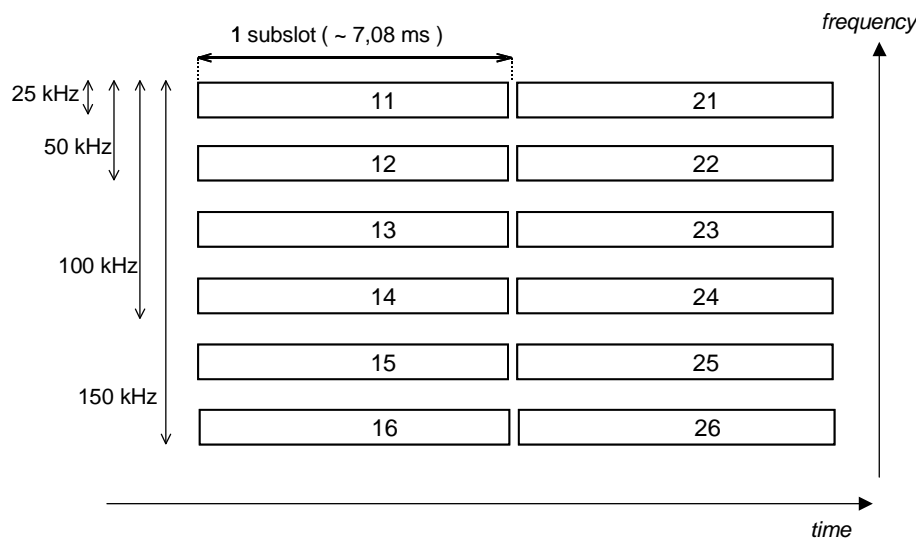 frequency
1 subslot ( ~ 7,08 ms )
25 kHz
11 21
50 kHz
12 22
13 23
100 kHz
14 24
15 25
150 kHz
16 26
time